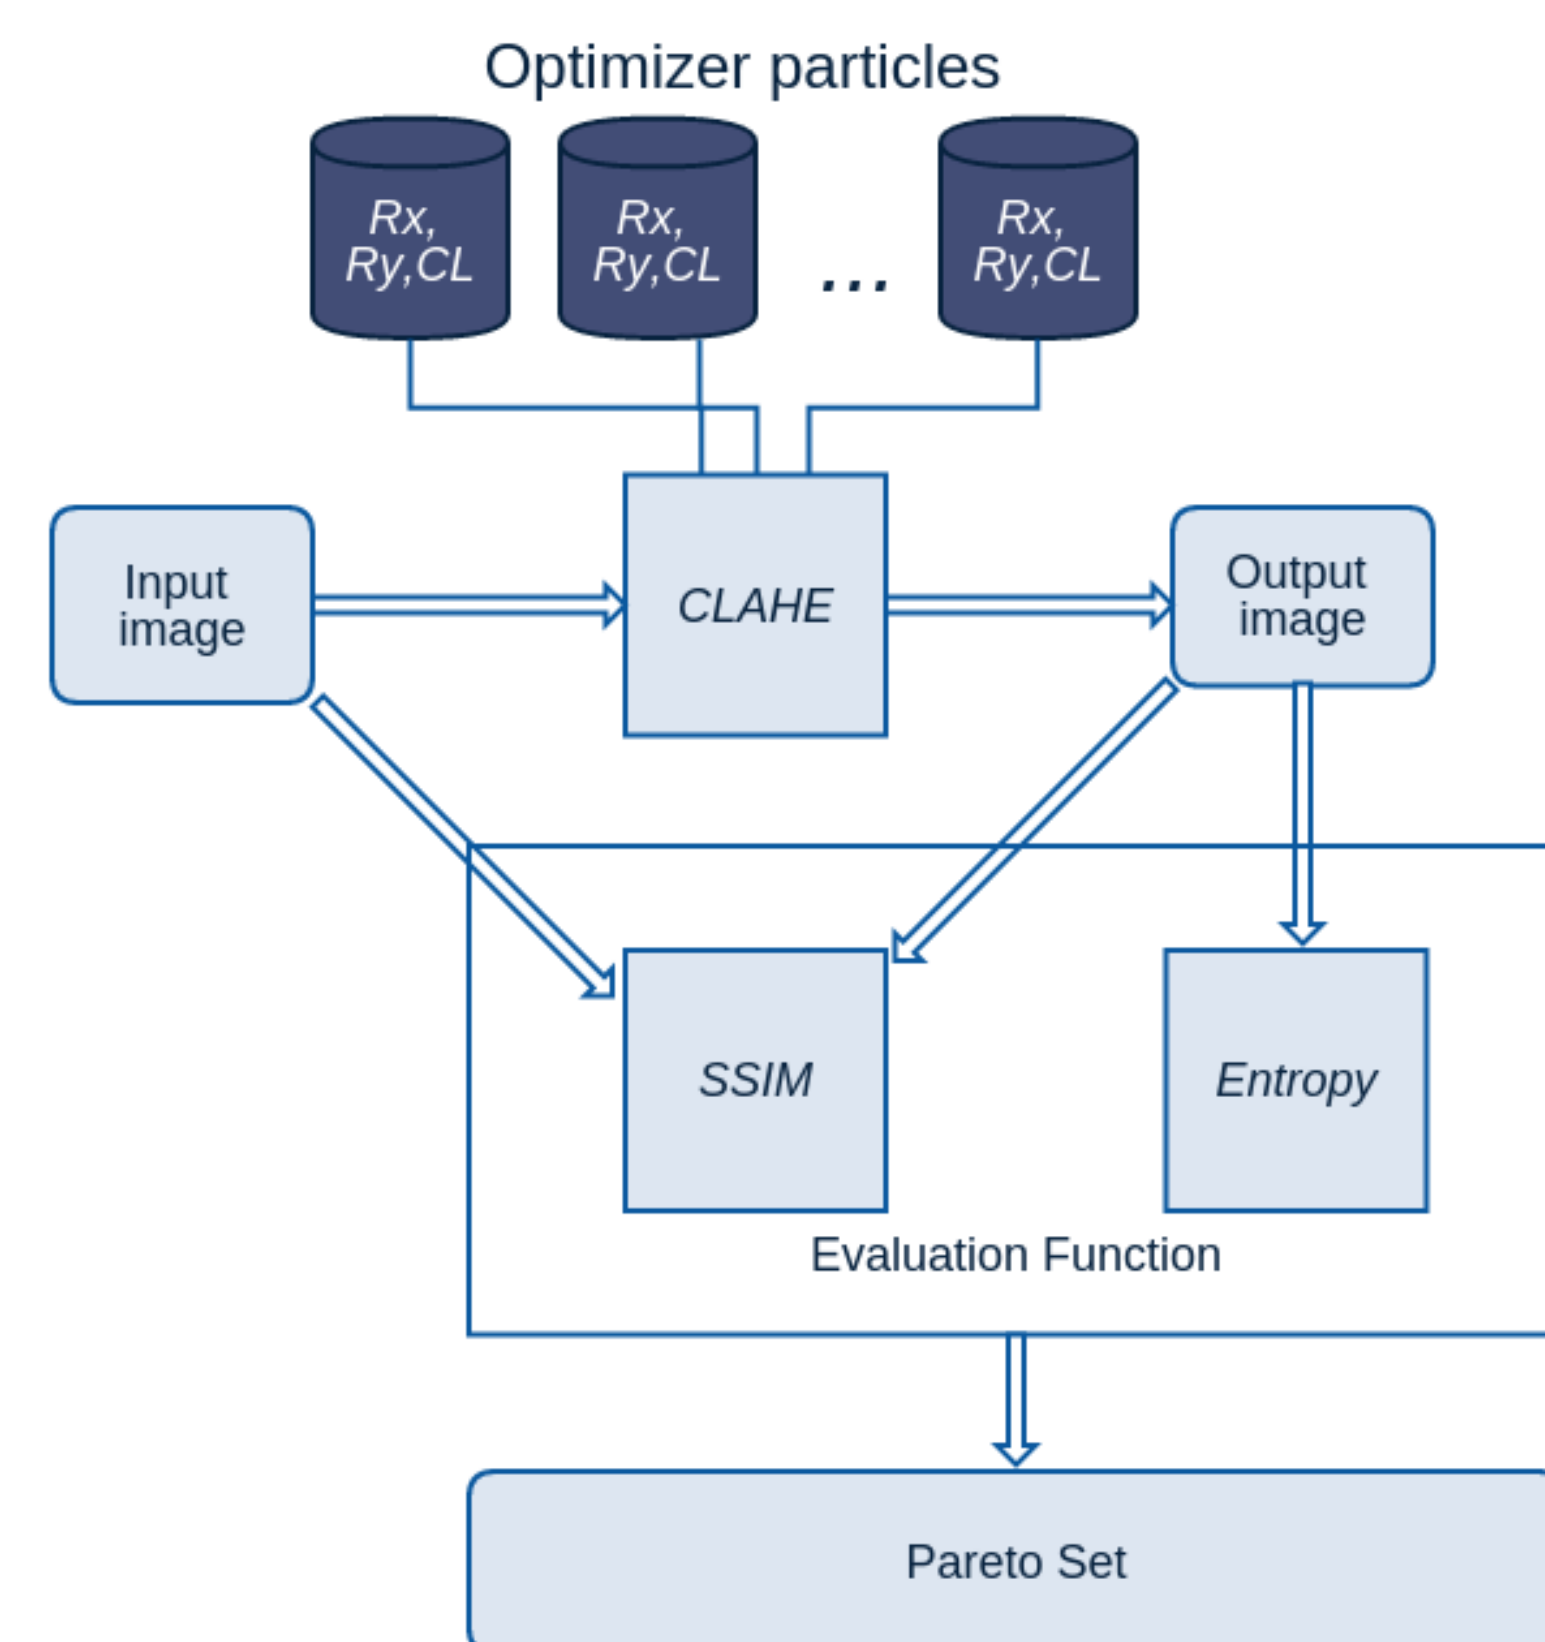 Optimizer particles
Rx,
Ry,CL
Rx,
Ry,CL
...
Rx,
Ry,CL
Input
image
CLAHE
Output
image
SSIM
Entropy
Evaluation Function
Pareto Set